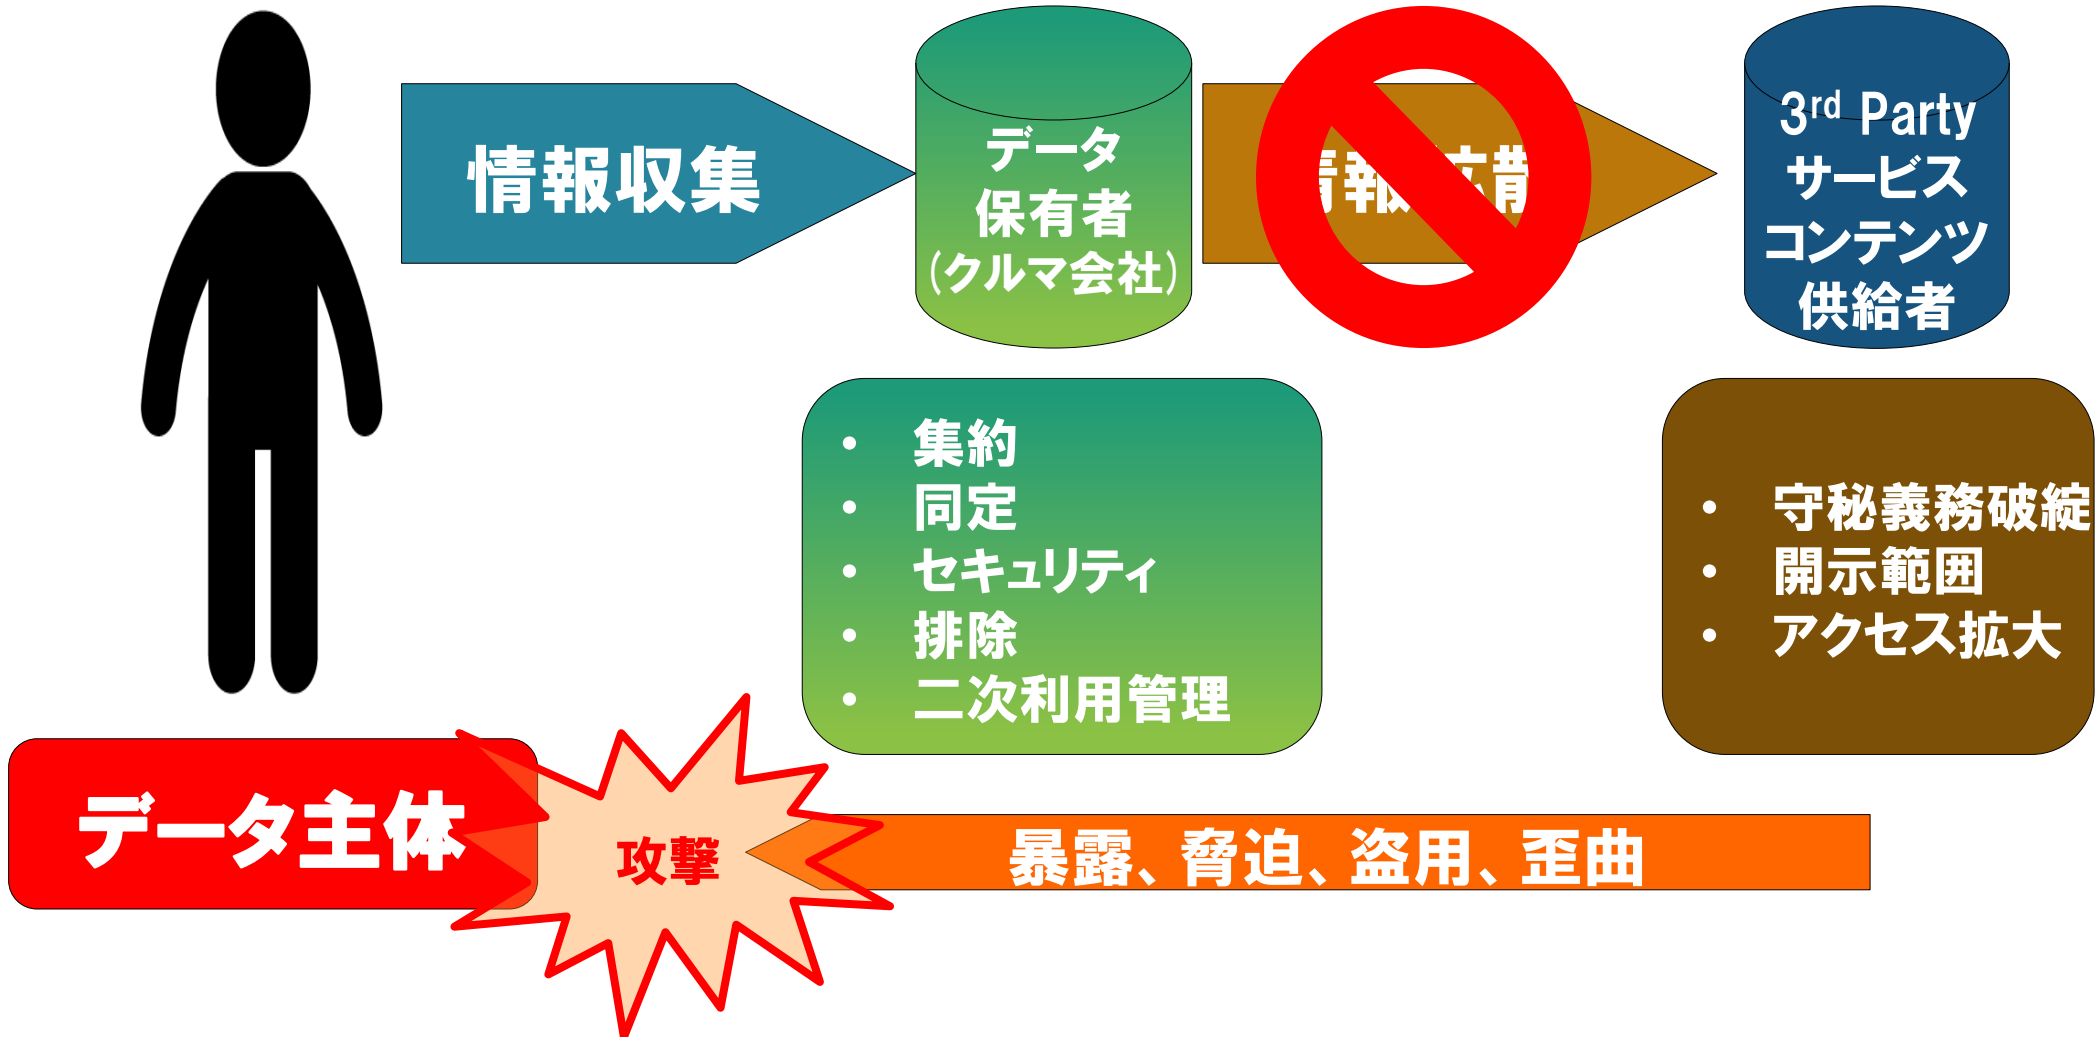 情報収集
データ
保有者
(クルマ会社)
情報拡散
3rd Party
サービス
コンテンツ
供給者
• 集約
• 同定
• セキュリティ
• 排除
• 二次利用管理
• 守秘義務破綻
• 開示範囲
• アクセス拡大
データ主体
攻撃
暴露、脅迫、盗用、歪曲